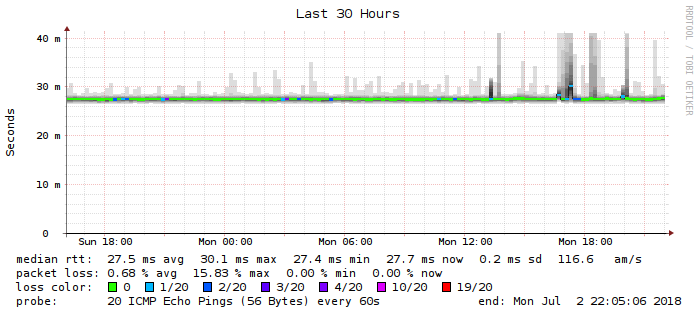 Last 30 Hours
RRDTOOL / TOBI OETIKER
40 m
30 m
20 m
10 m
0
Seconds
Sun 18:00 Mon 00:00 Mon 06:00 Mon 12:00 Mon 18:00
median rtt: 27.5 ms avg 30.1 ms max 27.4 ms min 27.7 ms now 0.2 ms sd 116.6 am/s
packet loss: 0.68 % avg 15.83 % max 0.00 % min 0.00 % now
loss color: 0 1/20 2/20 3/20 4/20 10/20 19/20
probe: 20 ICMP Echo Pings (56 Bytes) every 60s end: Mon Jul 2 22:05:06 2018